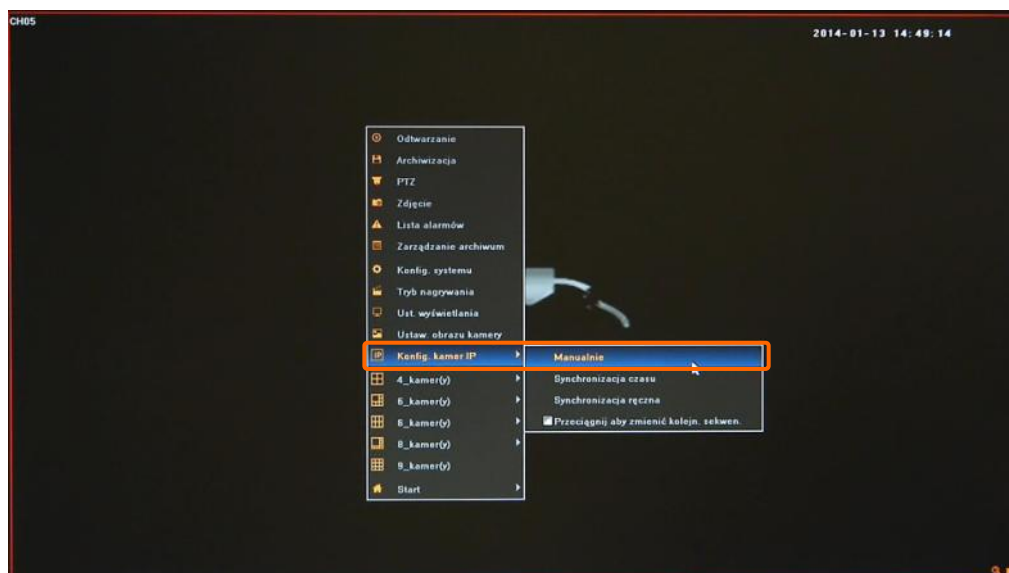 CH05
2014-01-13 14:49:14
Odtwarzanie
Archiwizacja
PTZ
Zdjęcie
Lista alarmów
Zarządzanie archiwum
Konfig. systemu
Tryb nagrywania
Ust. wyświetlania
Ustaw. obrazu kamery
IP Konfig. kamer IP
Manualnie
Synchronizacja czasu
Synchronizacja ręczna
Przeciągnij aby zmienić kolejn. sekwen.
4_kamer(y)
6_kamer(y)
6_kamer(y)
8_kamer(y)
9_kamer(y)
Start